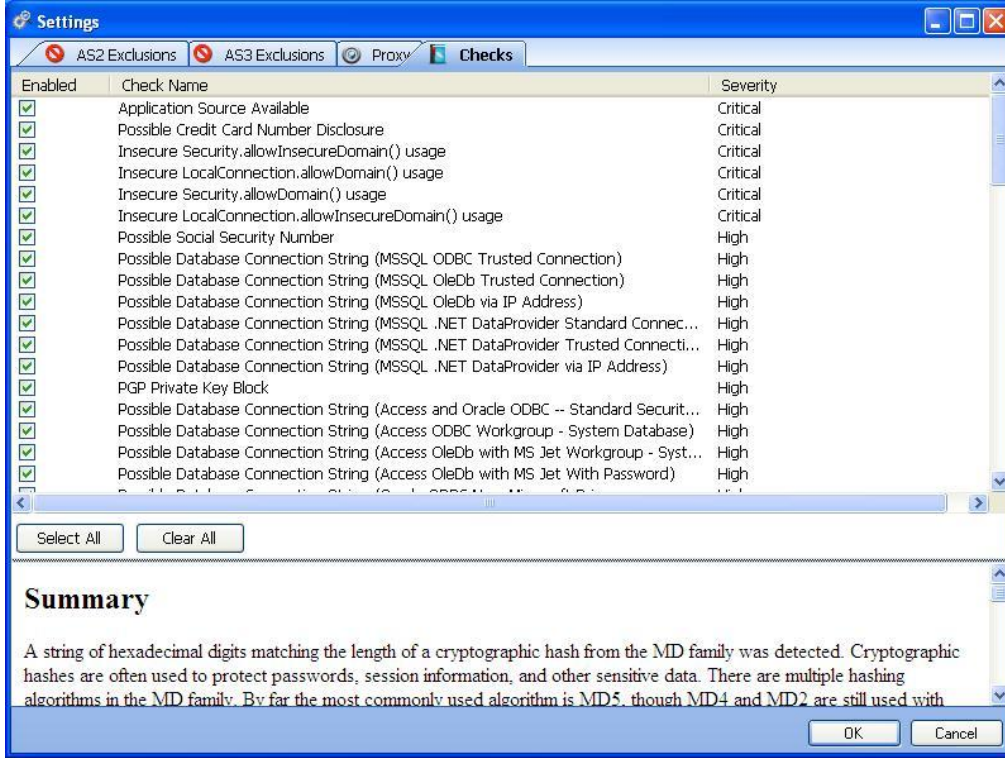 Settings
AS2 Exclusions AS3 Exclusions Proxy Checks
Enabled Check Name Severity
Application Source Available Critical
Possible Credit Card Number Disclosure Critical
Insecure Security.allowInsecureDomain() usage Critical
Insecure LocalConnection.allowDomain() usage Critical
Insecure Security.allowDomain() usage Critical
Insecure LocalConnection.allowInsecureDomain() usage Critical
Possible Social Security Number High
Possible Database Connection String (MSSQL ODBC Trusted Connection) High
Possible Database Connection String (MSSQL OleDb Trusted Connection) High
Possible Database Connection String (MSSQL OleDb via IP Address) High
Possible Database Connection String (MSSQL .NET DataProvider Standard Connec... High
Possible Database Connection String (MSSQL .NET DataProvider Trusted Connecti... High
Possible Database Connection String (MSSQL .NET DataProvider via IP Address) High
PGP Private Key Block High
Possible Database Connection String (Access and Oracle ODBC -- Standard Securit... High
Possible Database Connection String (Access ODBC Workgroup - System Database) High
Possible Database Connection String (Access OleDb with MS Jet Workgroup - Syst... High
Possible Database Connection String (Access OleDb with MS Jet With Password) High
Select All Clear All
Summary
A string of hexadecimal digits matching the length of a cryptographic hash from the MD family was detected. Cryptographic
hashes are often used to protect passwords, session information, and other sensitive data. There are multiple hashing
algorithms in the MD family. By far the most commonly used algorithm is MD5, though MD4 and MD2 are still used with
OK Cancel